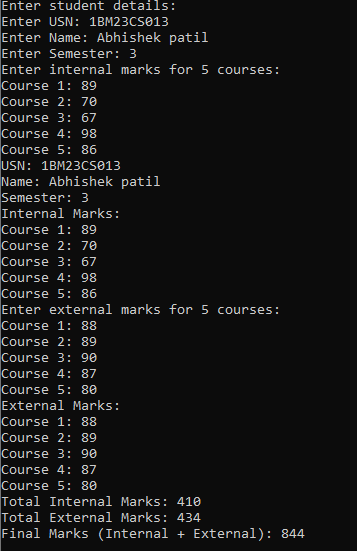 Enter student details:
Enter USN: 1BM23CS013
Enter Name: Abhishek patil
Enter Semester: 3
Enter internal marks for 5 courses:
Course 1: 89
Course 2: 70
Course 3: 67
Course 4: 98
Course 5: 86
USN: 1BM23CS013
Name: Abhishek patil
Semester: 3
Internal Marks:
Course 1: 89
Course 2: 70
Course 3: 67
Course 4: 98
Course 5: 86
Enter external marks for 5 courses:
Course 1: 88
Course 2: 89
Course 3: 90
Course 4: 87
Course 5: 80
External Marks:
Course 1: 88
Course 2: 89
Course 3: 90
Course 4: 87
Course 5: 80
Total Internal Marks: 410
Total External Marks: 434
Final Marks (Internal + External): 844